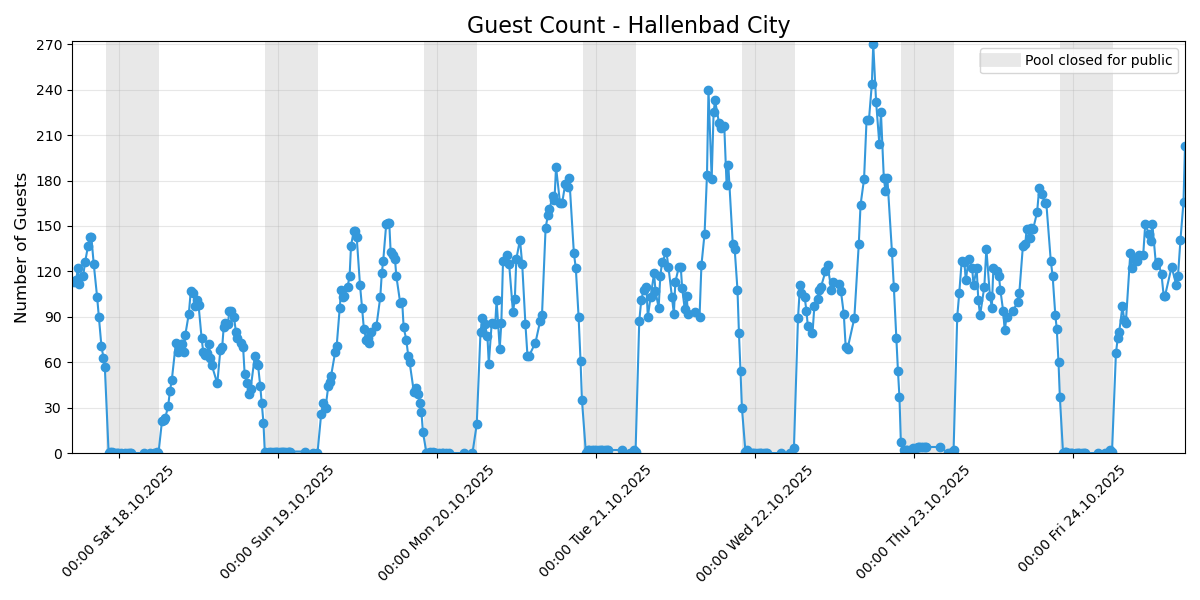 Guest Count - Hallenbad City
Number of Guests
270
240
210
180
150
120
90
60
30
0
Pool closed for public
00:00 Sat 18.10.2025
00:00 Sun 19.10.2025
00:00 Mon 20.10.2025
00:00 Tue 21.10.2025
00:00 Wed 22.10.2025
00:00 Thu 23.10.2025
00:00 Fri 24.10.2025